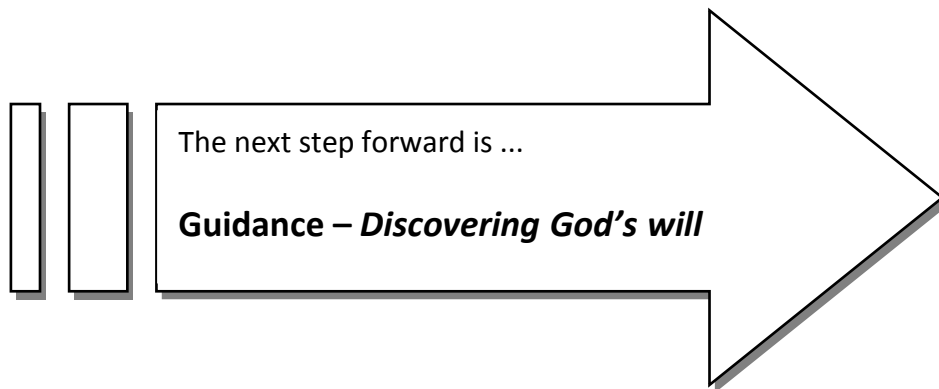 The next step forward is ...
Guidance – Discovering God's will